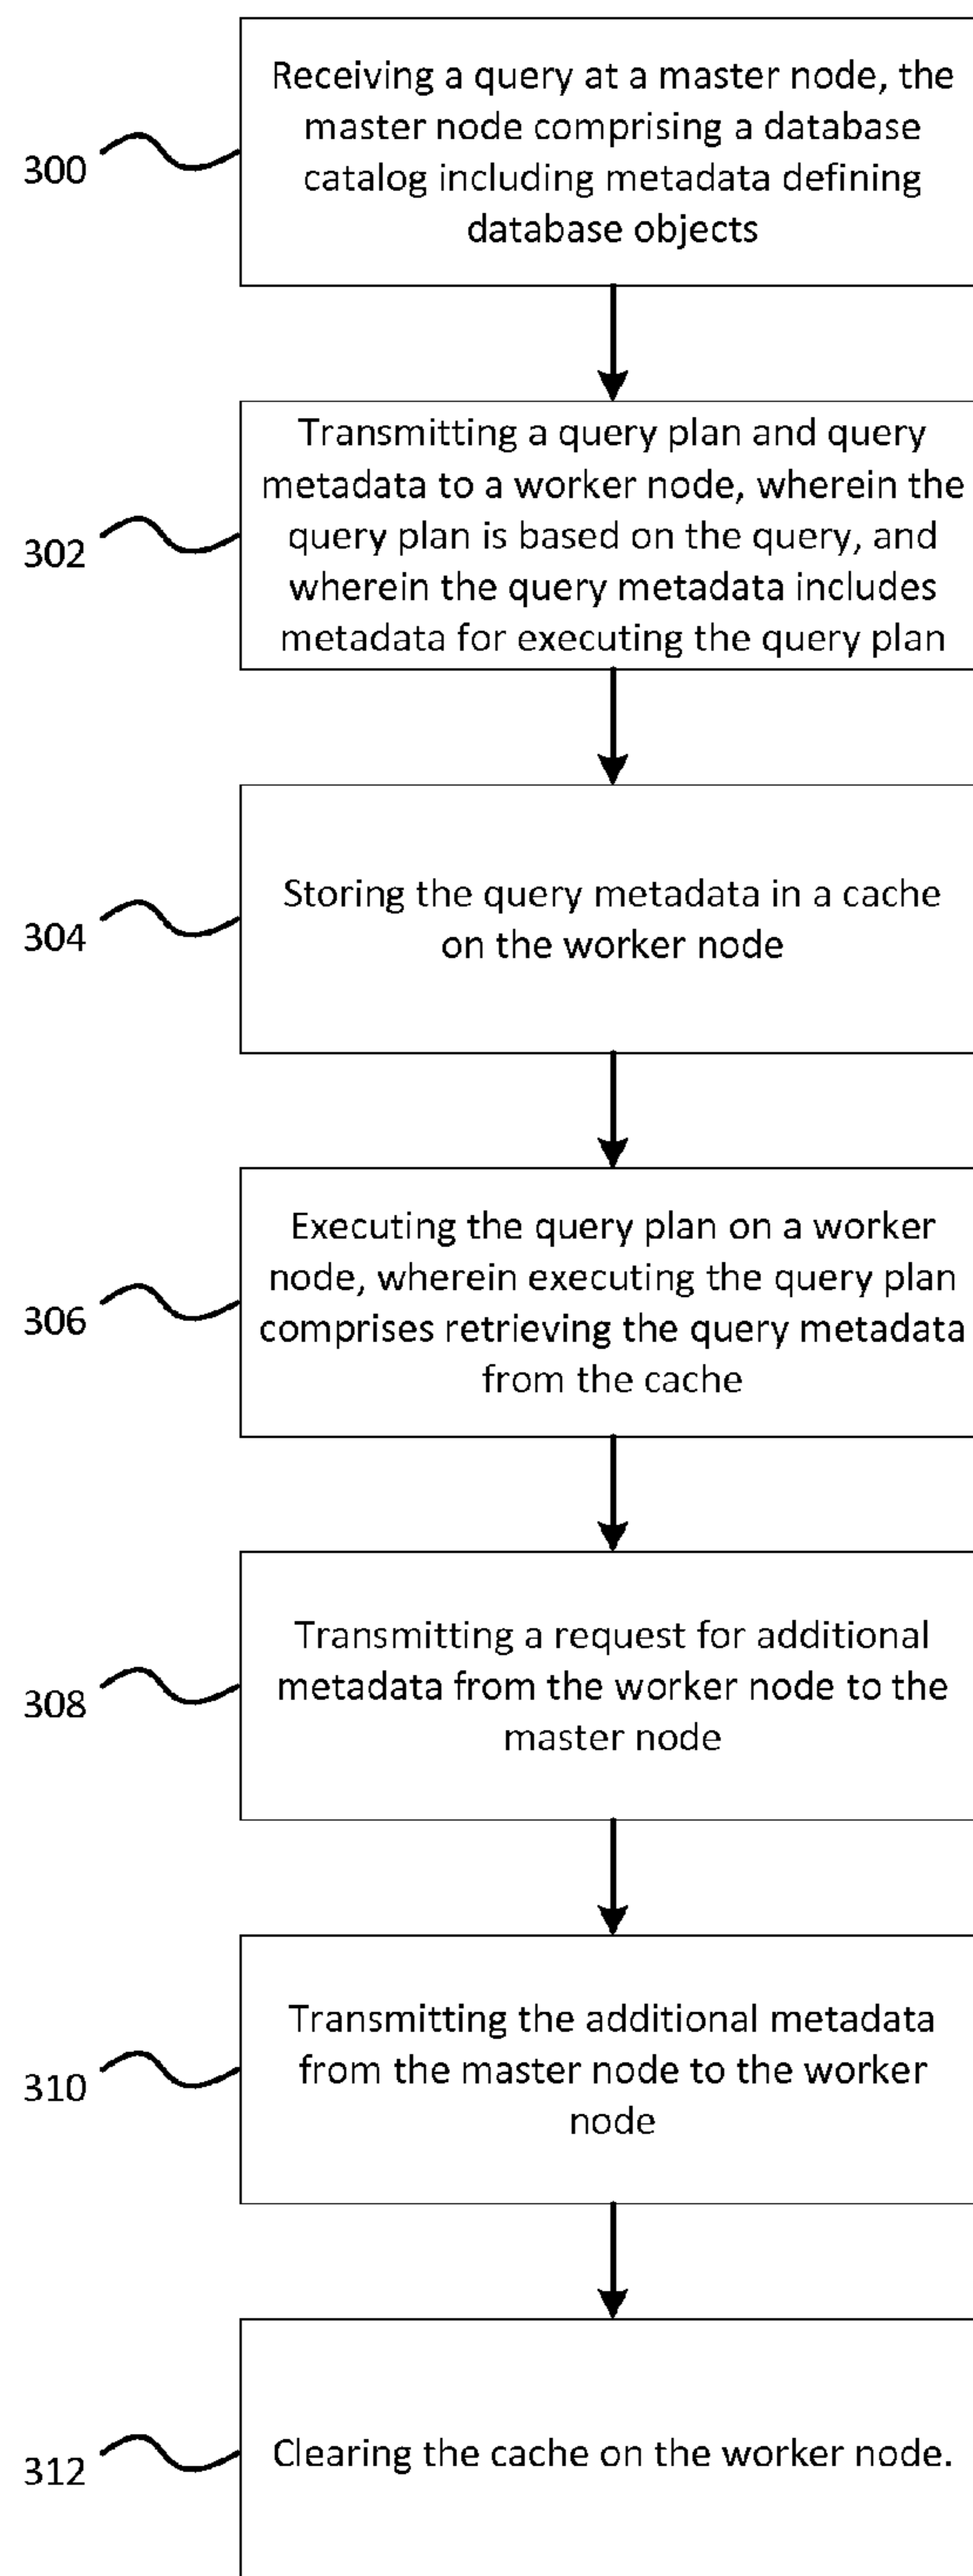 Receiving a query at a master node, the
master node comprising a database
catalog including metadata defining
database objects
300
Transmitting a query plan and query
metadata to a worker node, wherein the
query plan is based on the query, and
wherein the query metadata includes
metadata for executing the query plan
302
Storing the query metadata in a cache
on the worker node
304
Executing the query plan on a worker
node, wherein executing the query plan
comprises retrieving the query metadata
from the cache
306
Transmitting a request for additional
metadata from the worker node to the
master node
308
Transmitting the additional metadata
from the master node to the worker
node
310
Clearing the cache on the worker node.
312